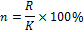 n = R/K × 100%